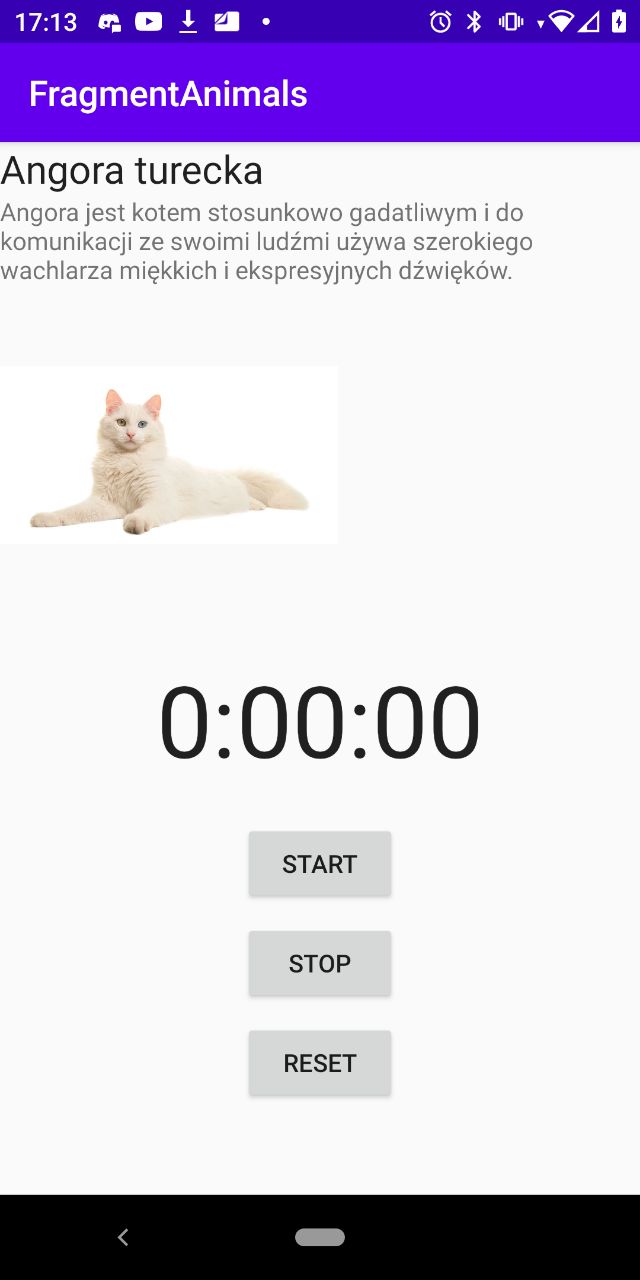 17:13
FragmentAnimals
Angora turecka
Angora jest kotem stosunkowo gadatliwym i do
komunikacji ze swoimi ludźmi używa szerokiego
wachlarza miękkich i ekspresyjnych dźwięków.
0:00:00
START
STOP
RESET